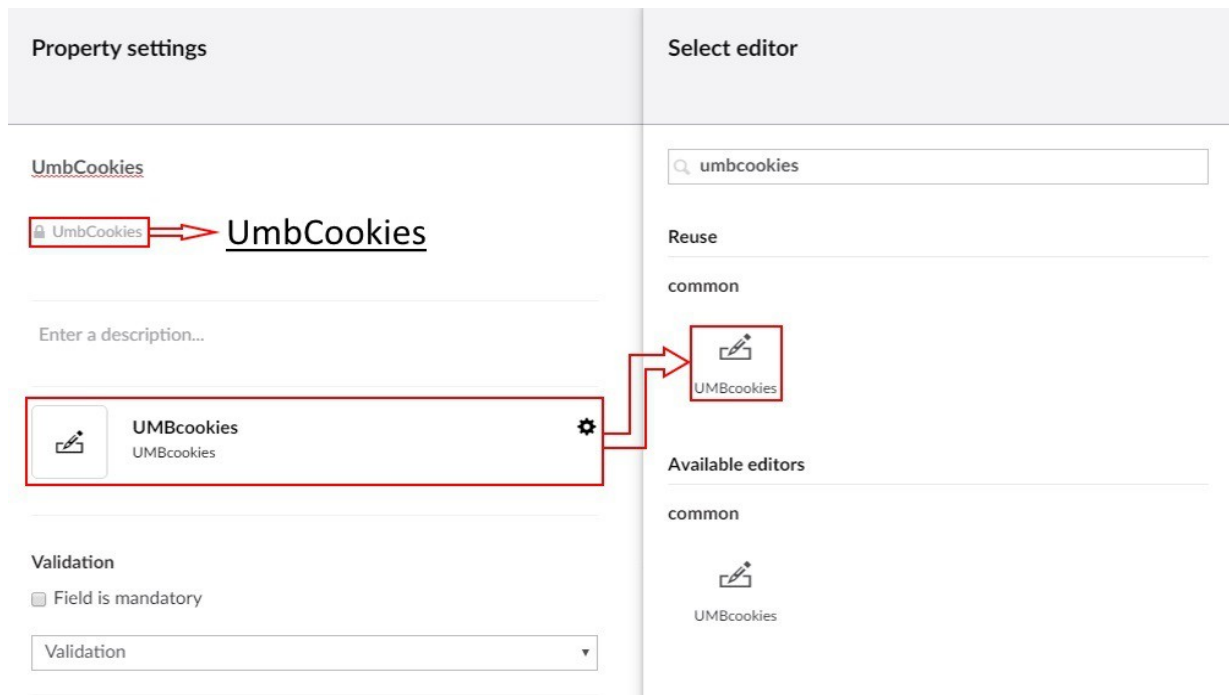 Property settings
UmbCookies
UmbCookies
UmbCookies
Enter a description...
UMBcookies
UMBcookies
Validation
Field is mandatory
Validation
Select editor
umbcookies
Reuse
common
UMBcookies
Available editors
common
UMBcookies